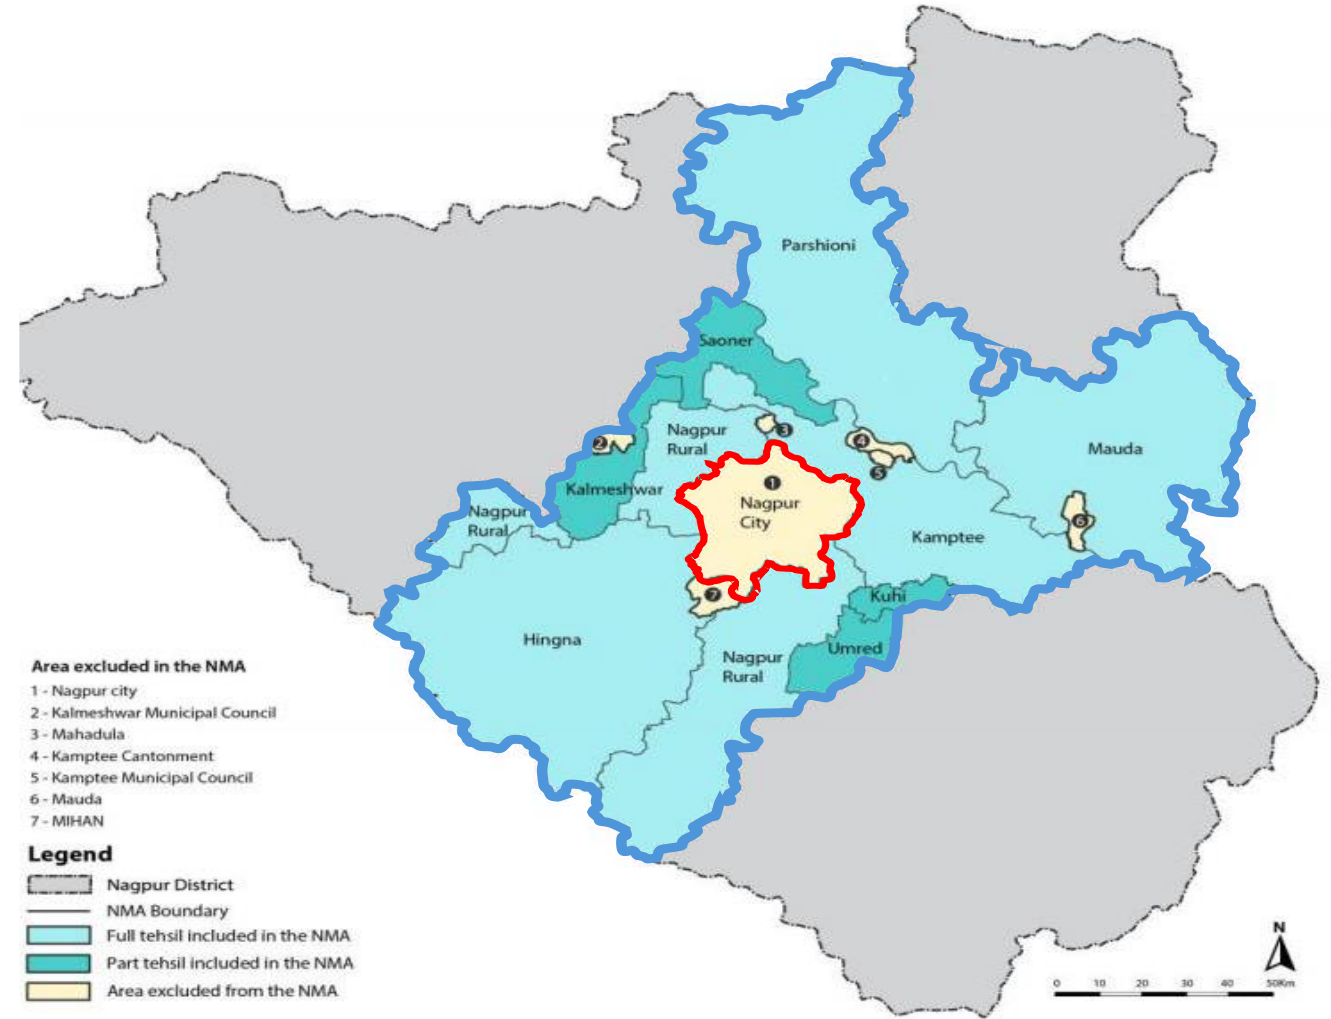 Parshioni
Saoner
Nagpur
Rural
3
4
2
5
Mauda
1
Kalmeshwar
Nagpur
City
Nagpur
Rural
6
Kamptee
7
Kuhi
Hingna
Umred
Nagpur
Rural
Area excluded in the NMA
1 - Nagpur city
2 - Kalmeshwar Municipal Council
3 - Mahadula
4 - Kamptee Cantonment
5 - Kamptee Municipal Council
6 - Mauda
7 - MIHAN
Legend
Nagpur District
NMA Boundary
Full tehsil included in the NMA
Part tehsil included in the NMA
Area excluded from the NMA
N
0 10 20 30 40 50Km